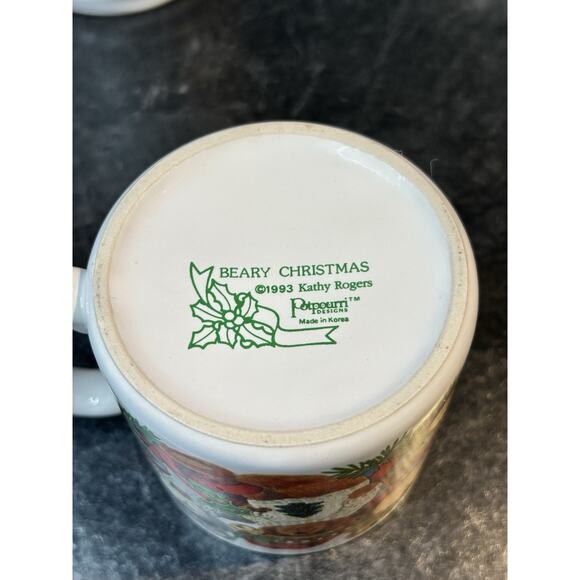 BEARY CHRISTMAS
©1993 Kathy Rogers
Potpourri™
DESIGNS
Made in Korea